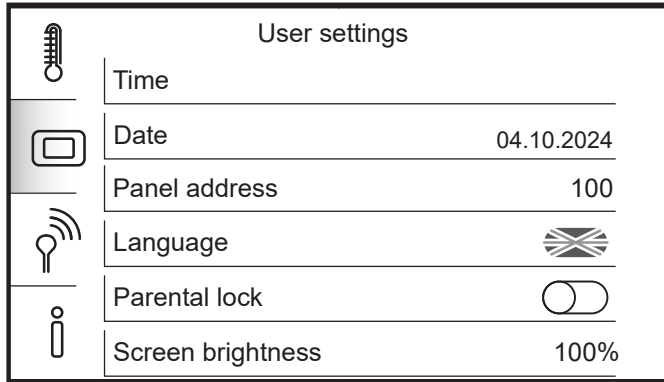 User settings
Time
Date 04.10.2024
Panel address 100
Language
Parental lock
Screen brightness 100%